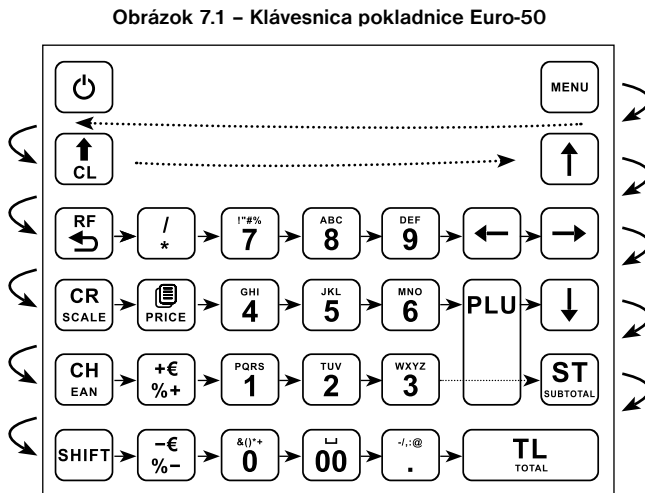 Obrázok 7.1 – Klávesnica pokladnice Euro-50
MENU
CL
RF
/
*
!"#%
7
ABC
8
DEF
9
CR
SCALE
PRICE
GHI
4
JKL
5
MNO
6
PLU
CH
EAN
+€
%+
PQRS
1
TUV
2
WXYZ
3
ST
SUBTOTAL
SHIFT
−€
%−
&()*+
0
00
-/,:@
.
TL
TOTAL